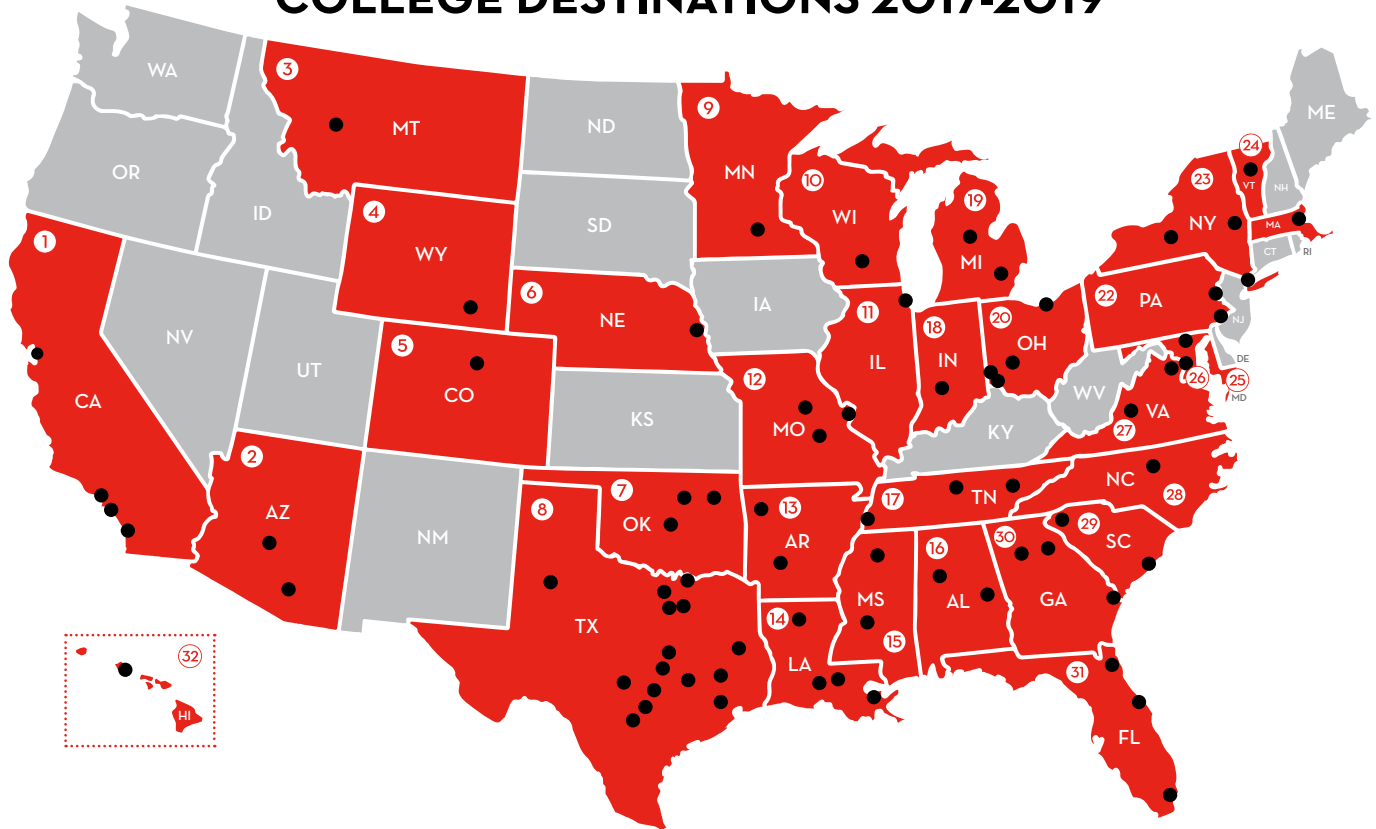 COLLEGE DESTINATIONS 2017-2019
WA
3
MT
ND
9
MN
ME
OR
ID
4
WY
SD
10
WI
19
MI
23
NY
24
VT
NH
MA
CT
RI
1
CA
NV
UT
5
CO
6
NE
IA
11
IL
18
IN
20
OH
22
PA
NJ
DE
25
MD
26
WV
27
VA
KS
12
MO
KY
2
AZ
NM
7
OK
8
TX
13
AR
17
TN
NC
28
29
SC
14
LA
MS
15
16
AL
30
GA
31
FL
32
HI